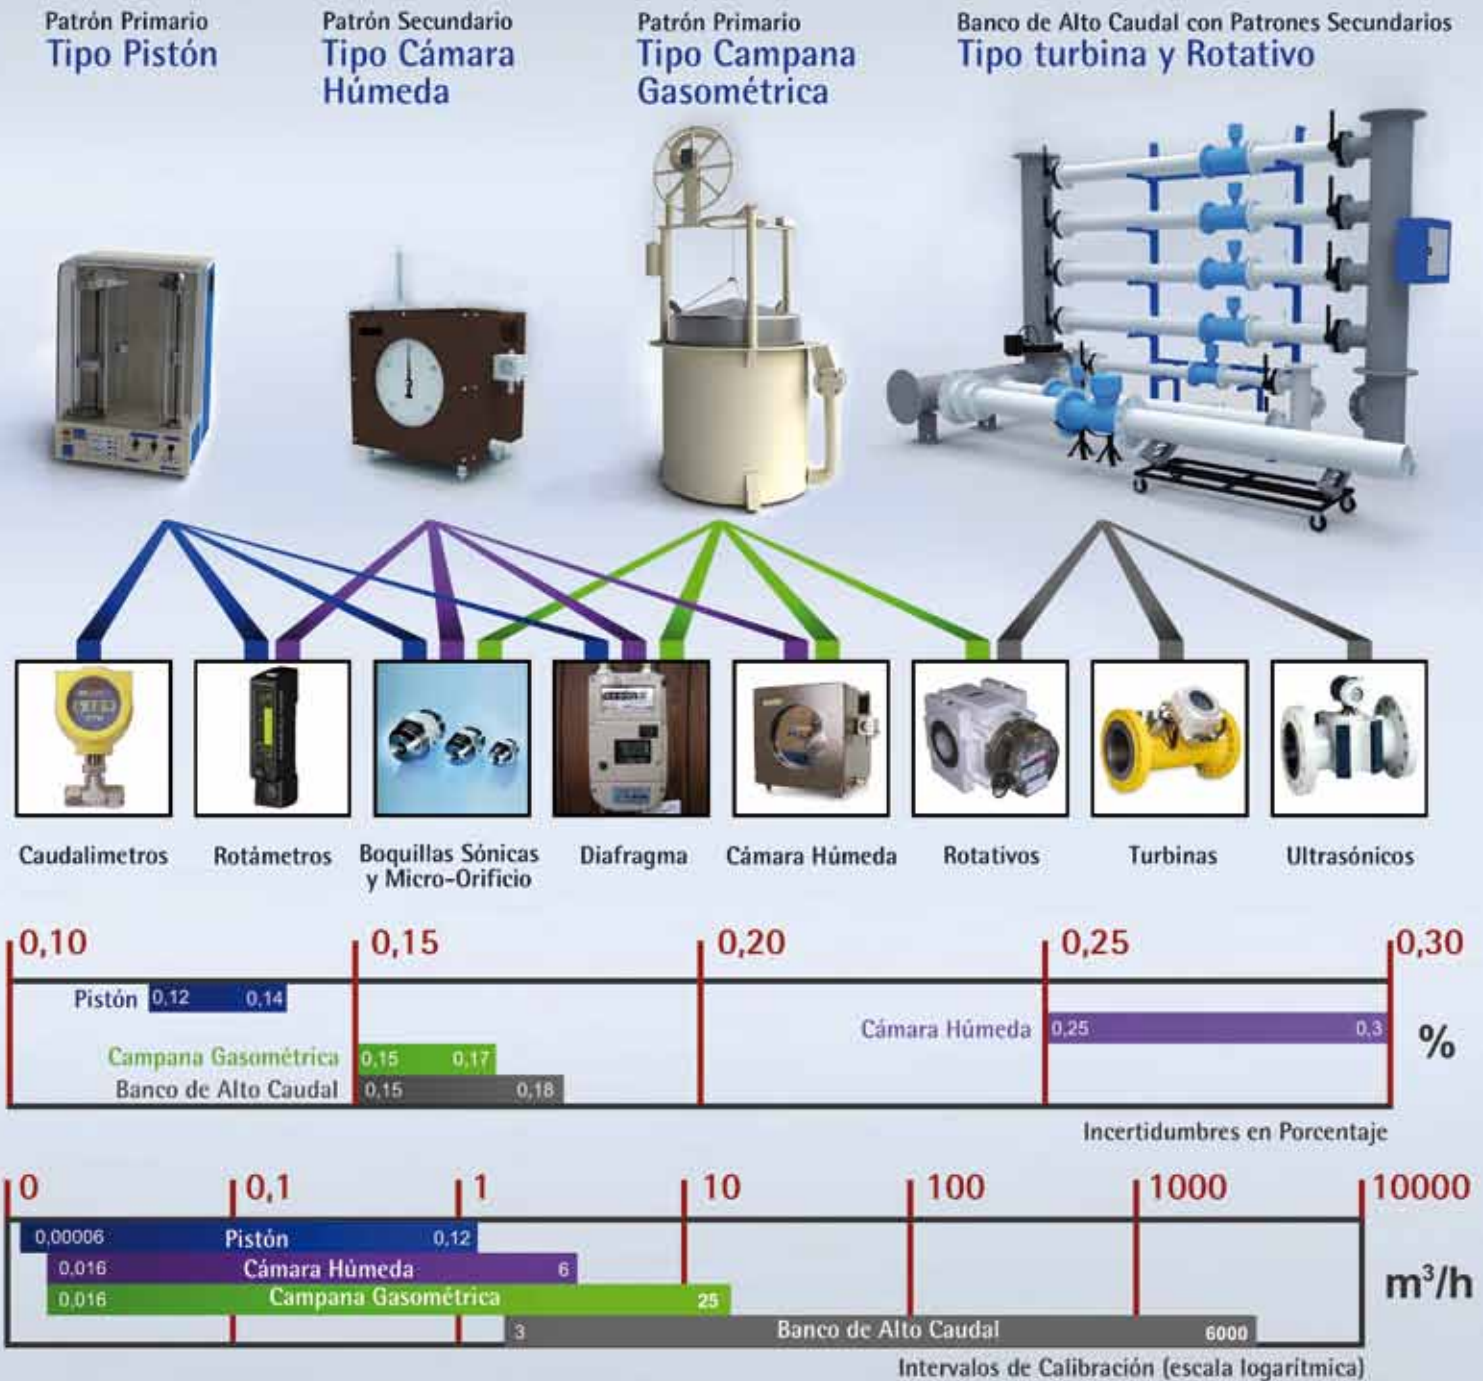 Patrón Primario
Tipo Pistón
Patrón Secundario
Tipo Cámara
Húmeda
Patrón Primario
Tipo Campana
Gasométrica
Banco de Alto Caudal con Patrones Secundarios
Tipo turbina y Rotativo
Caudalimetros
Rotámetros
Boquillas Sónicas
y Micro-Orificio
Diafragma
Cámara Húmeda
Rotativos
Turbinas
Ultrasónicos
0,10
0,15
0,20
0,25
0,30
Pistón 0,12 0,14
Cámara Húmeda 0,25 0,3
%
Campana Gasométrica 0,15 0,17
Banco de Alto Caudal 0,15 0,18
Incertidumbres en Porcentaje
0
0,1
1
10
100
1000
10000
0,00006 Pistón 0,12
0,016 Cámara Húmeda 6
0,016 Campana Gasométrica 25
m³/h
3 Banco de Alto Caudal 6000
Intervalos de Calibración (escala logarítmica)